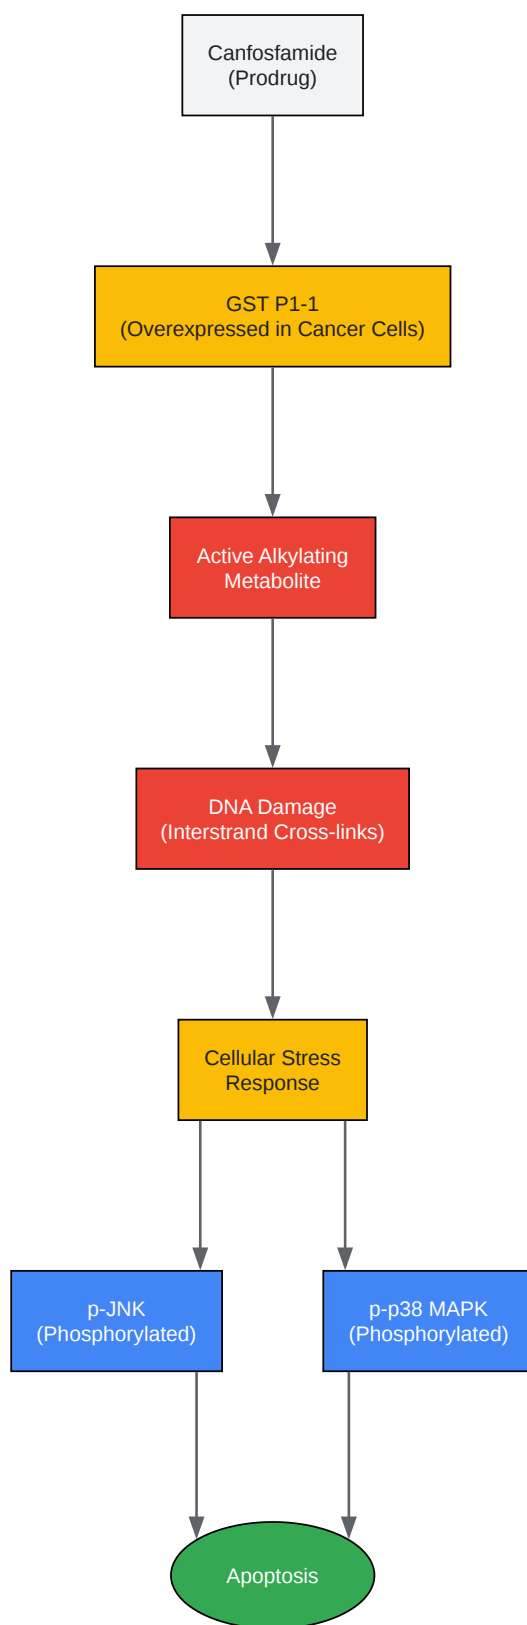 Canfosfamide
(Prodrug)
GST P1-1
(Overexpressed in Cancer Cells)
Active Alkylating
Metabolite
DNA Damage
(Interstrand Cross-links)
Cellular Stress
Response
p-JNK
(Phosphorylated)
p-p38 MAPK
(Phosphorylated)
Apoptosis